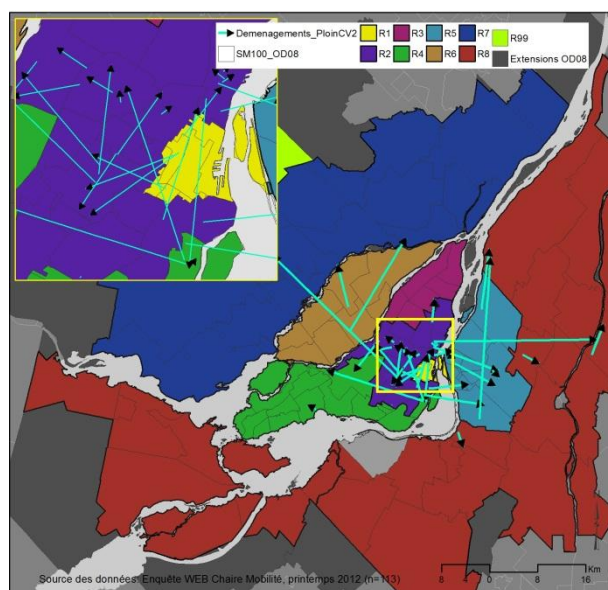 Demenagements_PloinCV2 R1 R3 R5 R7 R99
SM100_OD08 R2 R4 R6 R8 Extensions OD08
Km
8 4 0 8 16
Source des données: Enquête WEB Chaire Mobilité, printemps 2012 (n=113)